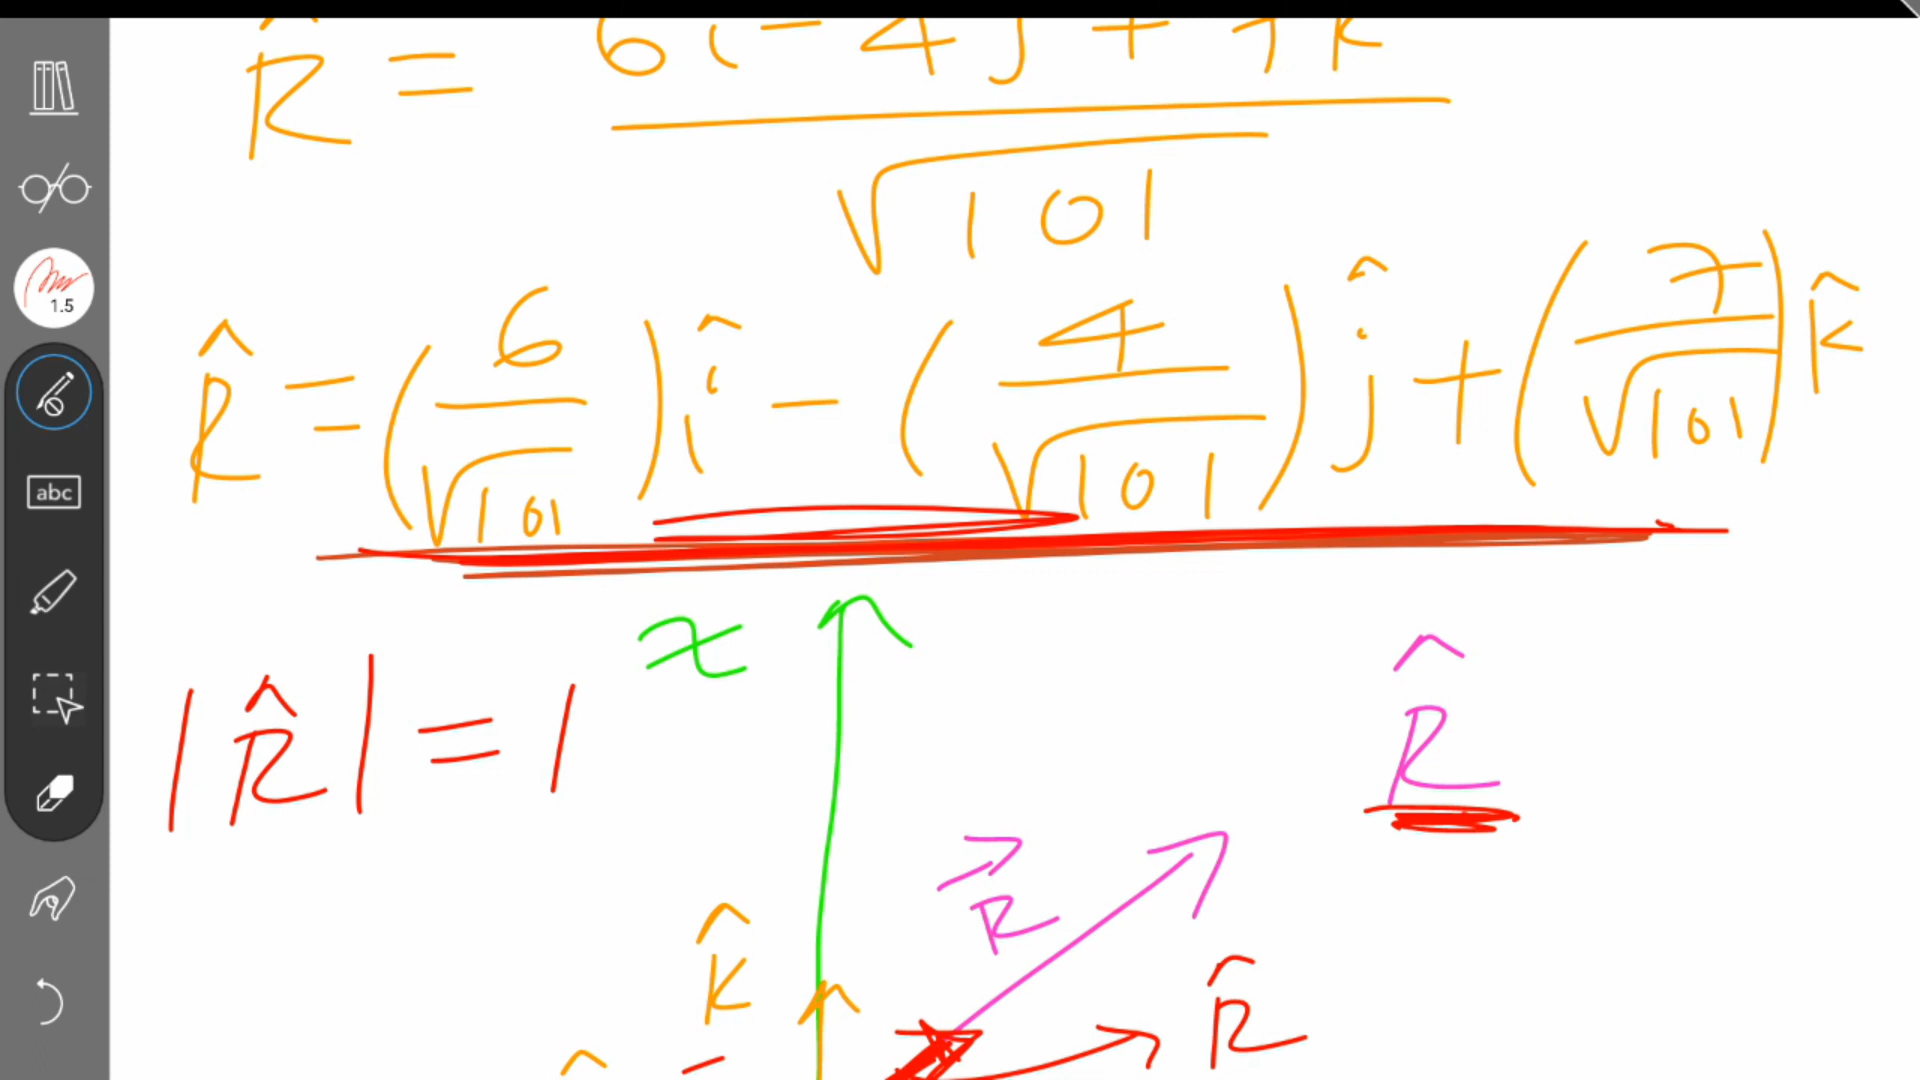 R̂ = 6i - 4j + 7k
√101
R̂ = (6/√101) î - (4/√101) ĵ + (7/√101) k̂
1.5
abc
z
|R̂| = 1
R̂
R⃗
k̂
R̂